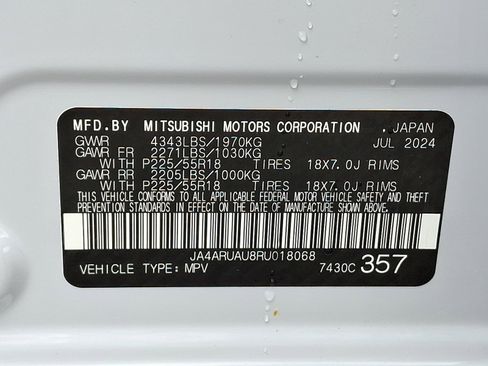 MFD.BY MITSUBISHI MOTORS CORPORATION , JAPAN
GVWR 4343LBS/1970KG JUL 2024
GAWR FR 2271LBS/1030KG
WITH P225/55R18 TIRES 18X7.0J RIMS
GAWR RR 2205LBS/1000KG
WITH P225/55R18 TIRES 18X7.0J RIMS
THIS VEHICLE CONFORMS TO ALL APPLICABLE FEDERAL MOTOR VEHICLE SAFETY, BUMPER
AND THEFT PREVENTION STANDARDS IN EFFECT ON THE DATE OF MANUFACTURE SHOWN ABOVE.
JA4ARUAU8RU018068
VEHICLE TYPE: MPV 7430C 357